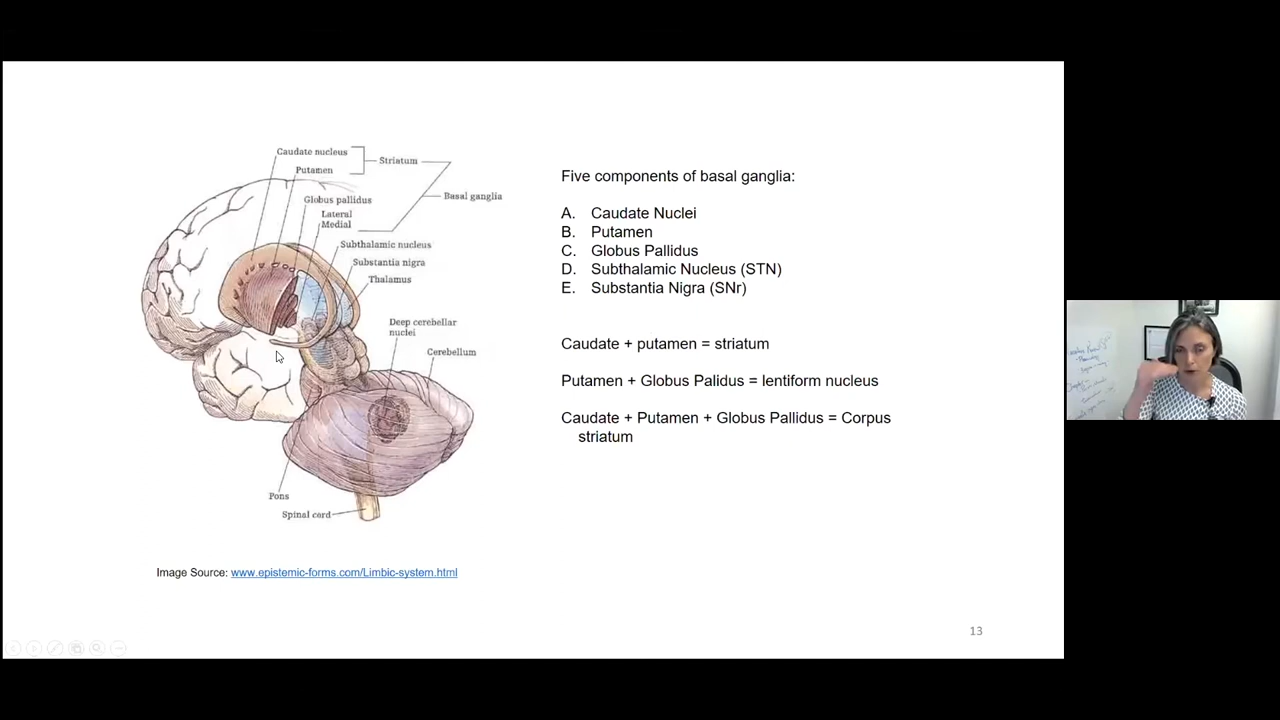 Caudate nucleus
Striatum
Putamen
Basal ganglia
Globus pallidus
Lateral
Medial
Subthalamic nucleus
Substantia nigra
Thalamus
Deep cerebellar
nuclei
Cerebellum
Pons
Spinal cord
Image Source: www.epistemic-forms.com/Limbic-system.html
Five components of basal ganglia:
A. Caudate Nuclei
B. Putamen
C. Globus Pallidus
D. Subthalamic Nucleus (STN)
E. Substantia Nigra (SNr)
Caudate + putamen = striatum
Putamen + Globus Palidus = lentiform nucleus
Caudate + Putamen + Globus Pallidus = Corpus
striatum
13